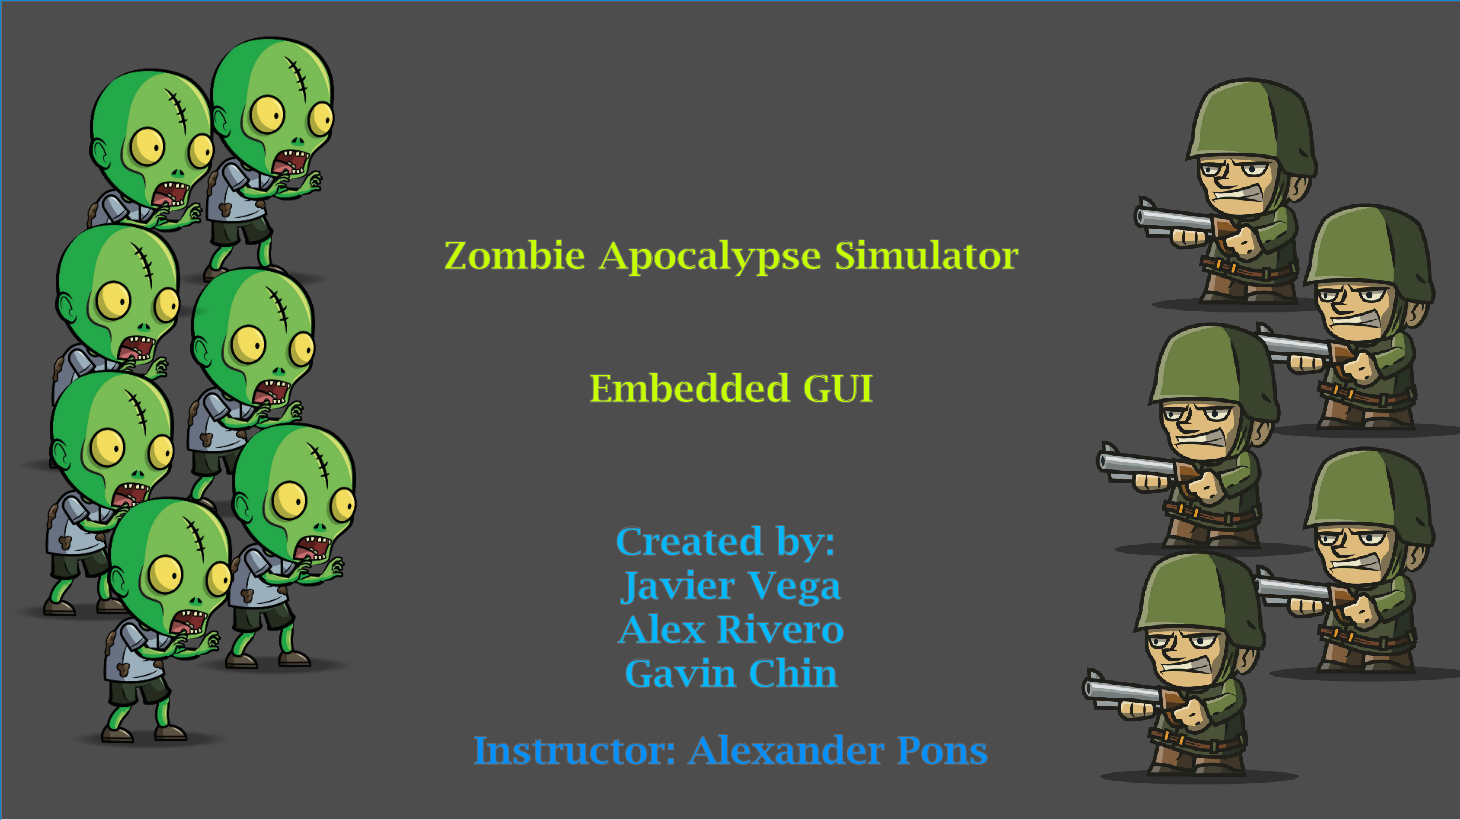 Zombie Apocalypse Simulator
Embedded GUI
Created by:
Javier Vega
Alex Rivero
Gavin Chin
Instructor: Alexander Pons